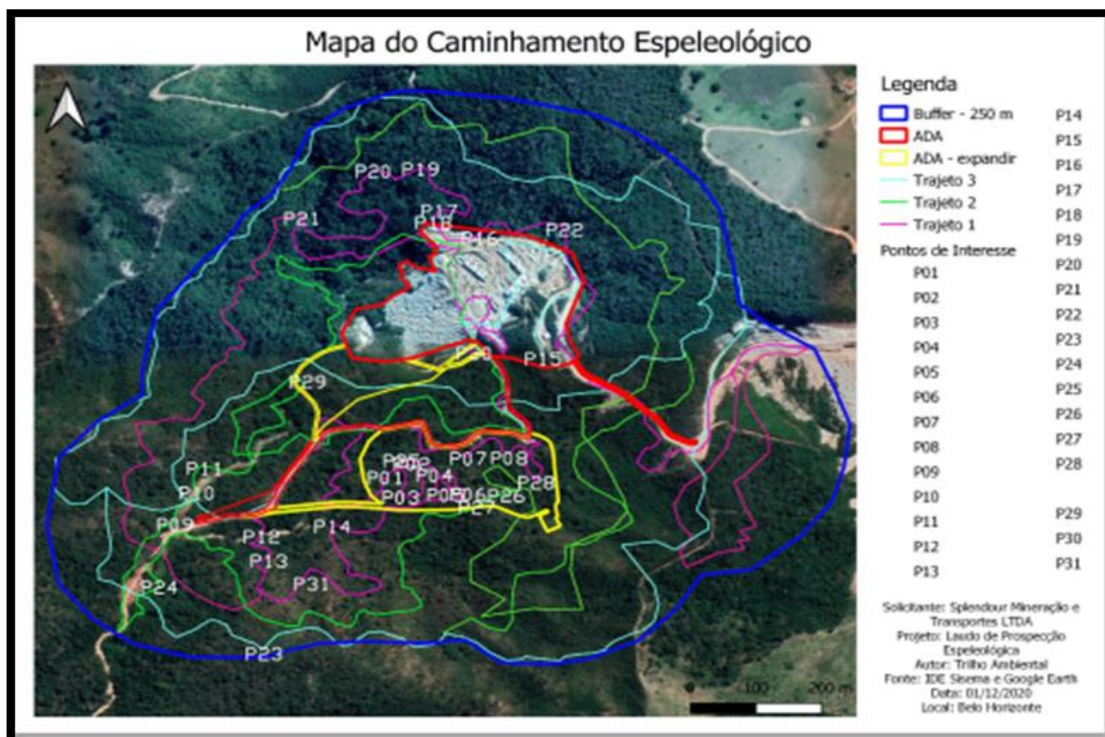 Mapa do Caminhamento Espeleológico
Legenda
Buffer - 250 m
ADA
ADA - expandir
Trajeto 3
Trajeto 2
Trajeto 1
Pontos de Interesse
P01
P02
P03
P04
P05
P06
P07
P08
P09
P10
P11
P12
P13
P14
P15
P16
P17
P18
P19
P20
P21
P22
P23
P24
P25
P26
P27
P28
P29
P30
P31
Solicitante: Splendour Mineração e
Transportes LTDA
Projeto: Laudo de Prospecção
Espeleológica
Autor: Trilho Ambiental
Fonte: IDE Sisema e Google Earth
Data: 01/12/2020
Local: Belo Horizonte
P20
P19
P21
P17
P18
P16
P22
P15
P29
P11
P10
P09
P07
P08
P01
P04
P03
P06
P26
P28
P27
P12
P14
P13
P31
P24
P23
0
100
200 m